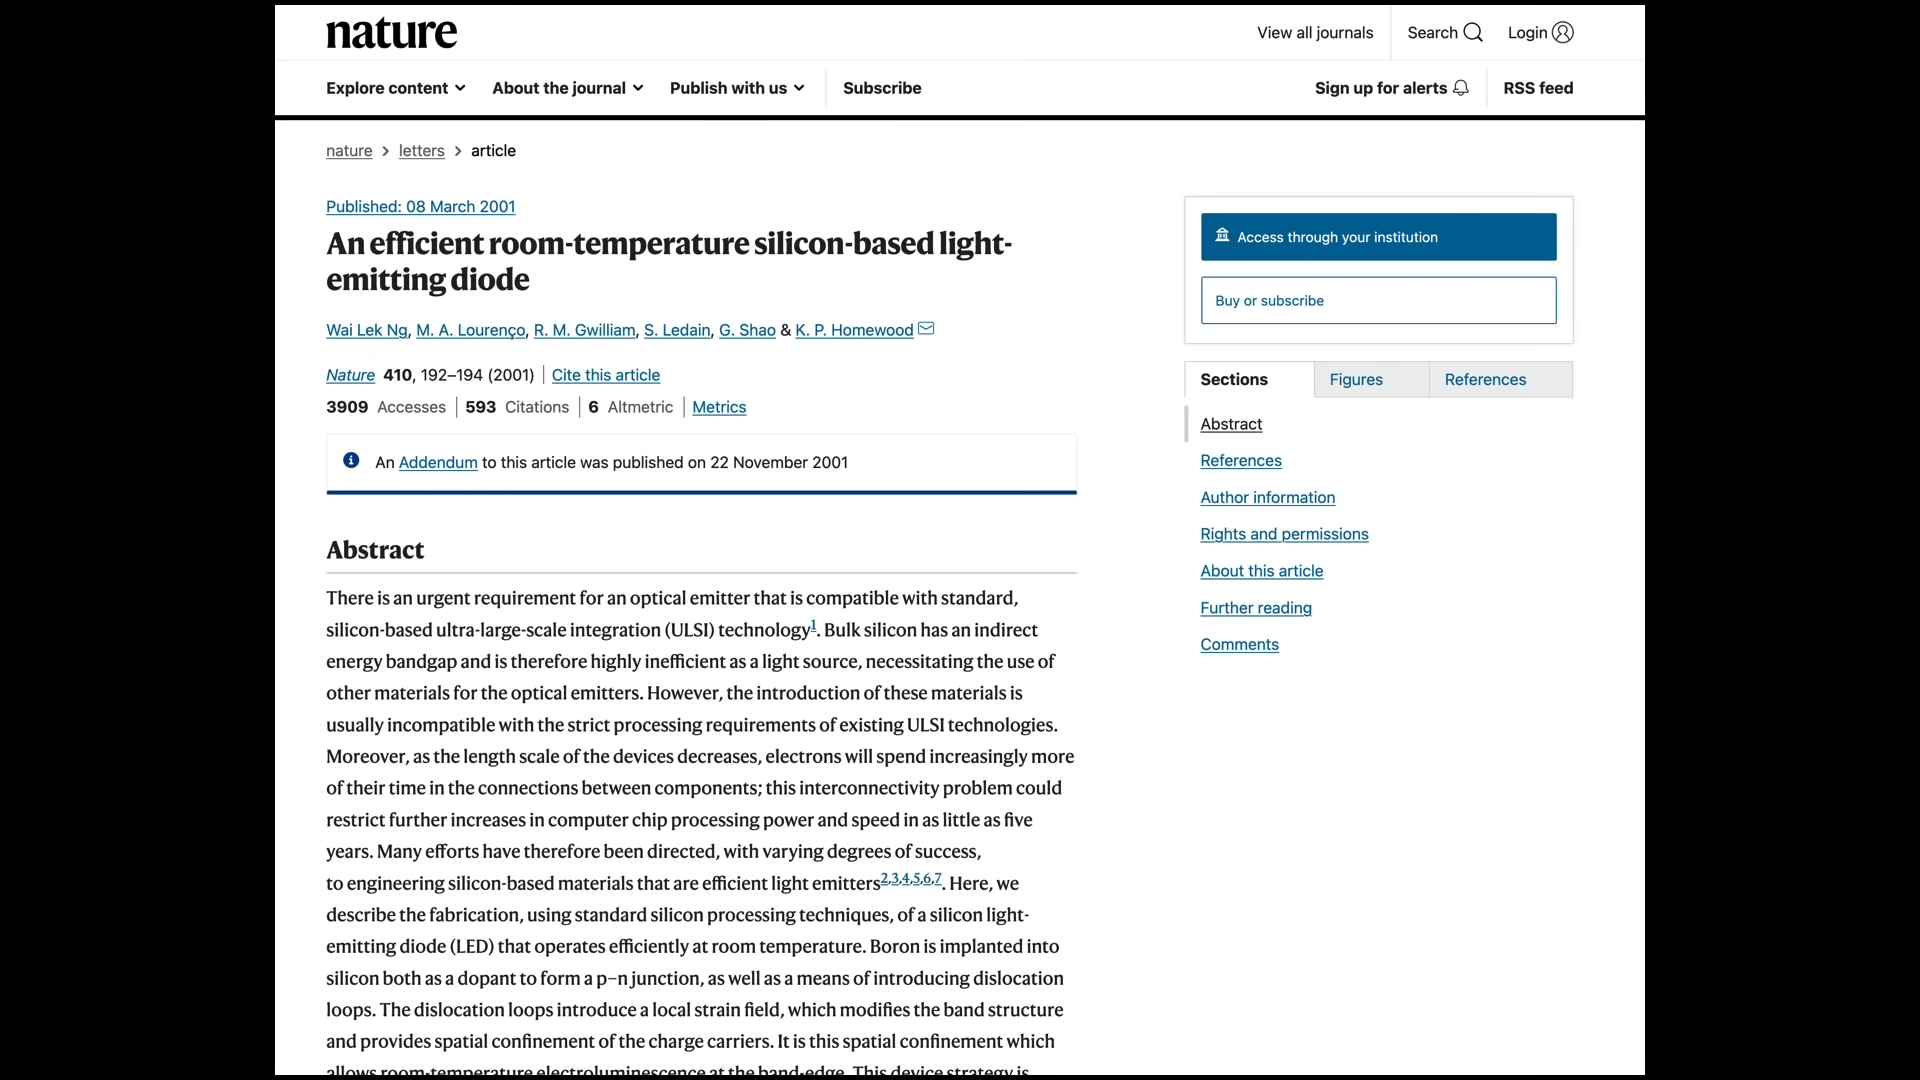 nature
View all journals
Search
Login
Explore content
About the journal
Publish with us
Subscribe
Sign up for alerts
RSS feed
nature > letters > article
Published: 08 March 2001
An efficient room-temperature silicon-based light-
emitting diode
Wai Lek Ng, M. A. Lourenço, R. M. Gwilliam, S. Ledain, G. Shao & K. P. Homewood
Nature 410, 192–194 (2001) | Cite this article
3909 Accesses | 593 Citations | 6 Altmetric | Metrics
An Addendum to this article was published on 22 November 2001
Abstract
There is an urgent requirement for an optical emitter that is compatible with standard,
silicon-based ultra-large-scale integration (ULSI) technology1. Bulk silicon has an indirect
energy bandgap and is therefore highly inefficient as a light source, necessitating the use of
other materials for the optical emitters. However, the introduction of these materials is
usually incompatible with the strict processing requirements of existing ULSI technologies.
Moreover, as the length scale of the devices decreases, electrons will spend increasingly more
of their time in the connections between components; this interconnectivity problem could
restrict further increases in computer chip processing power and speed in as little as five
years. Many efforts have therefore been directed, with varying degrees of success,
to engineering silicon-based materials that are efficient light emitters2,3,4,5,6,7. Here, we
describe the fabrication, using standard silicon processing techniques, of a silicon light-
emitting diode (LED) that operates efficiently at room temperature. Boron is implanted into
silicon both as a dopant to form a p–n junction, as well as a means of introducing dislocation
loops. The dislocation loops introduce a local strain field, which modifies the band structure
and provides spatial confinement of the charge carriers. It is this spatial confinement which
allows room-temperature electroluminescence at the band-edge. This device strategy is
Access through your institution
Buy or subscribe
Sections
Figures
References
Abstract
References
Author information
Rights and permissions
About this article
Further reading
Comments